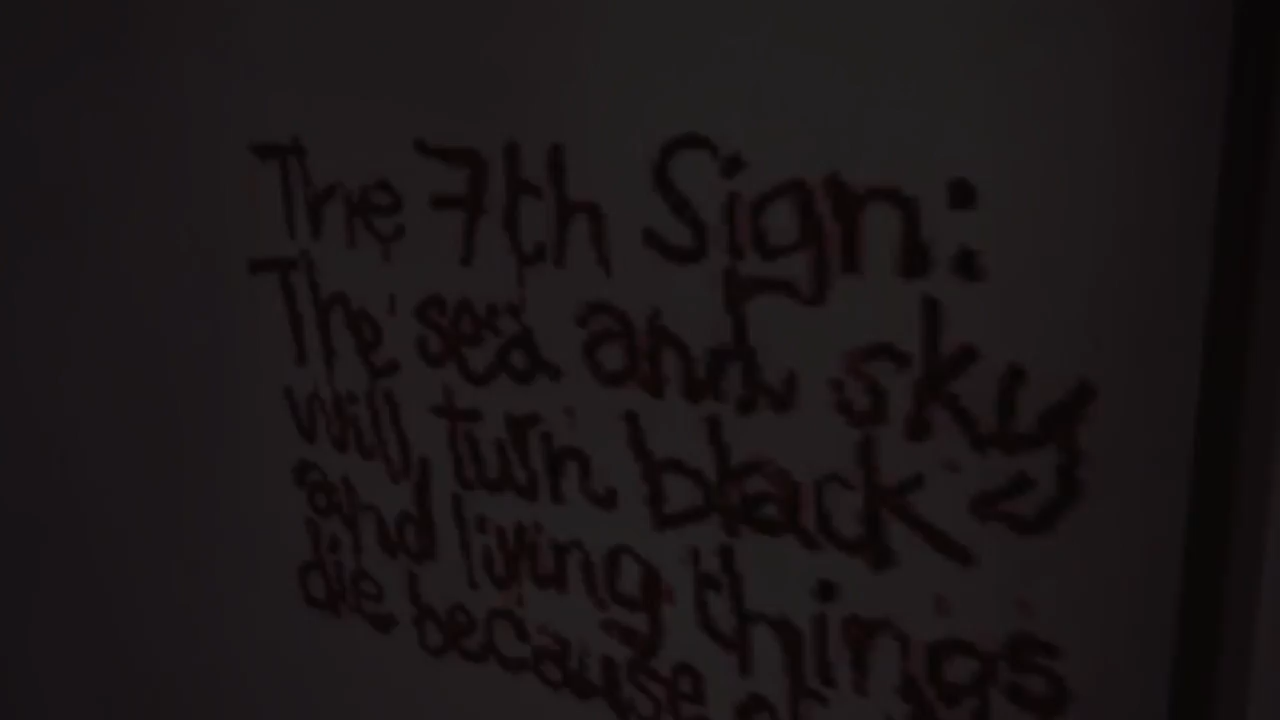 The 7th Sign:
The sea and sky
will turn black
and living things
die because